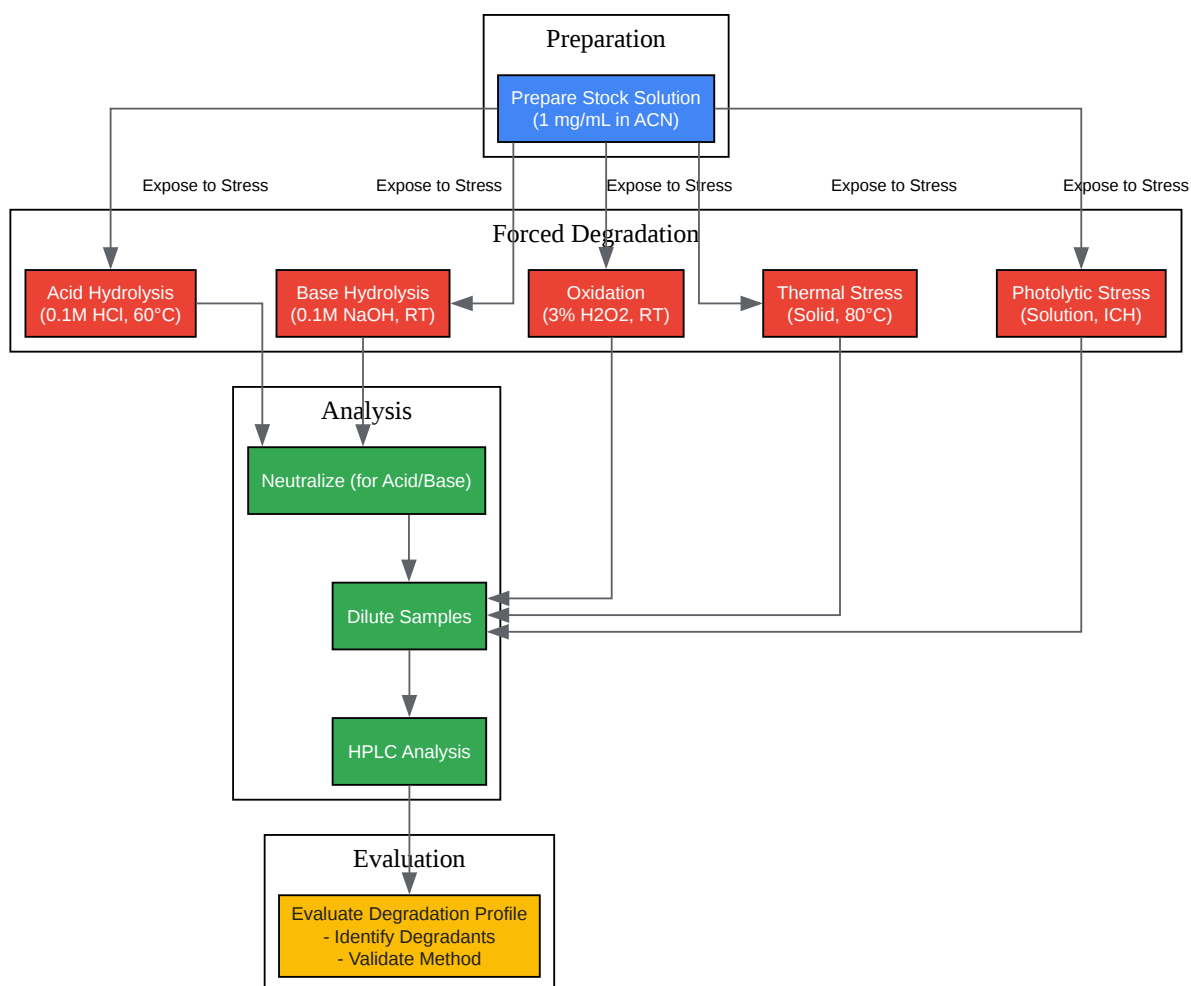 Preparation
Prepare Stock Solution
(1 mg/mL in ACN)
Expose to Stress
Expose to Stress
Expose to Stress
Expose to Stress
Expose to Stress
Forced Degradation
Acid Hydrolysis
(0.1M HCl, 60°C)
Base Hydrolysis
(0.1M NaOH, RT)
Oxidation
(3% H2O2, RT)
Thermal Stress
(Solid, 80°C)
Photolytic Stress
(Solution, ICH)
Analysis
Neutralize (for Acid/Base)
Dilute Samples
HPLC Analysis
Evaluation
Evaluate Degradation Profile
- Identify Degradants
- Validate Method